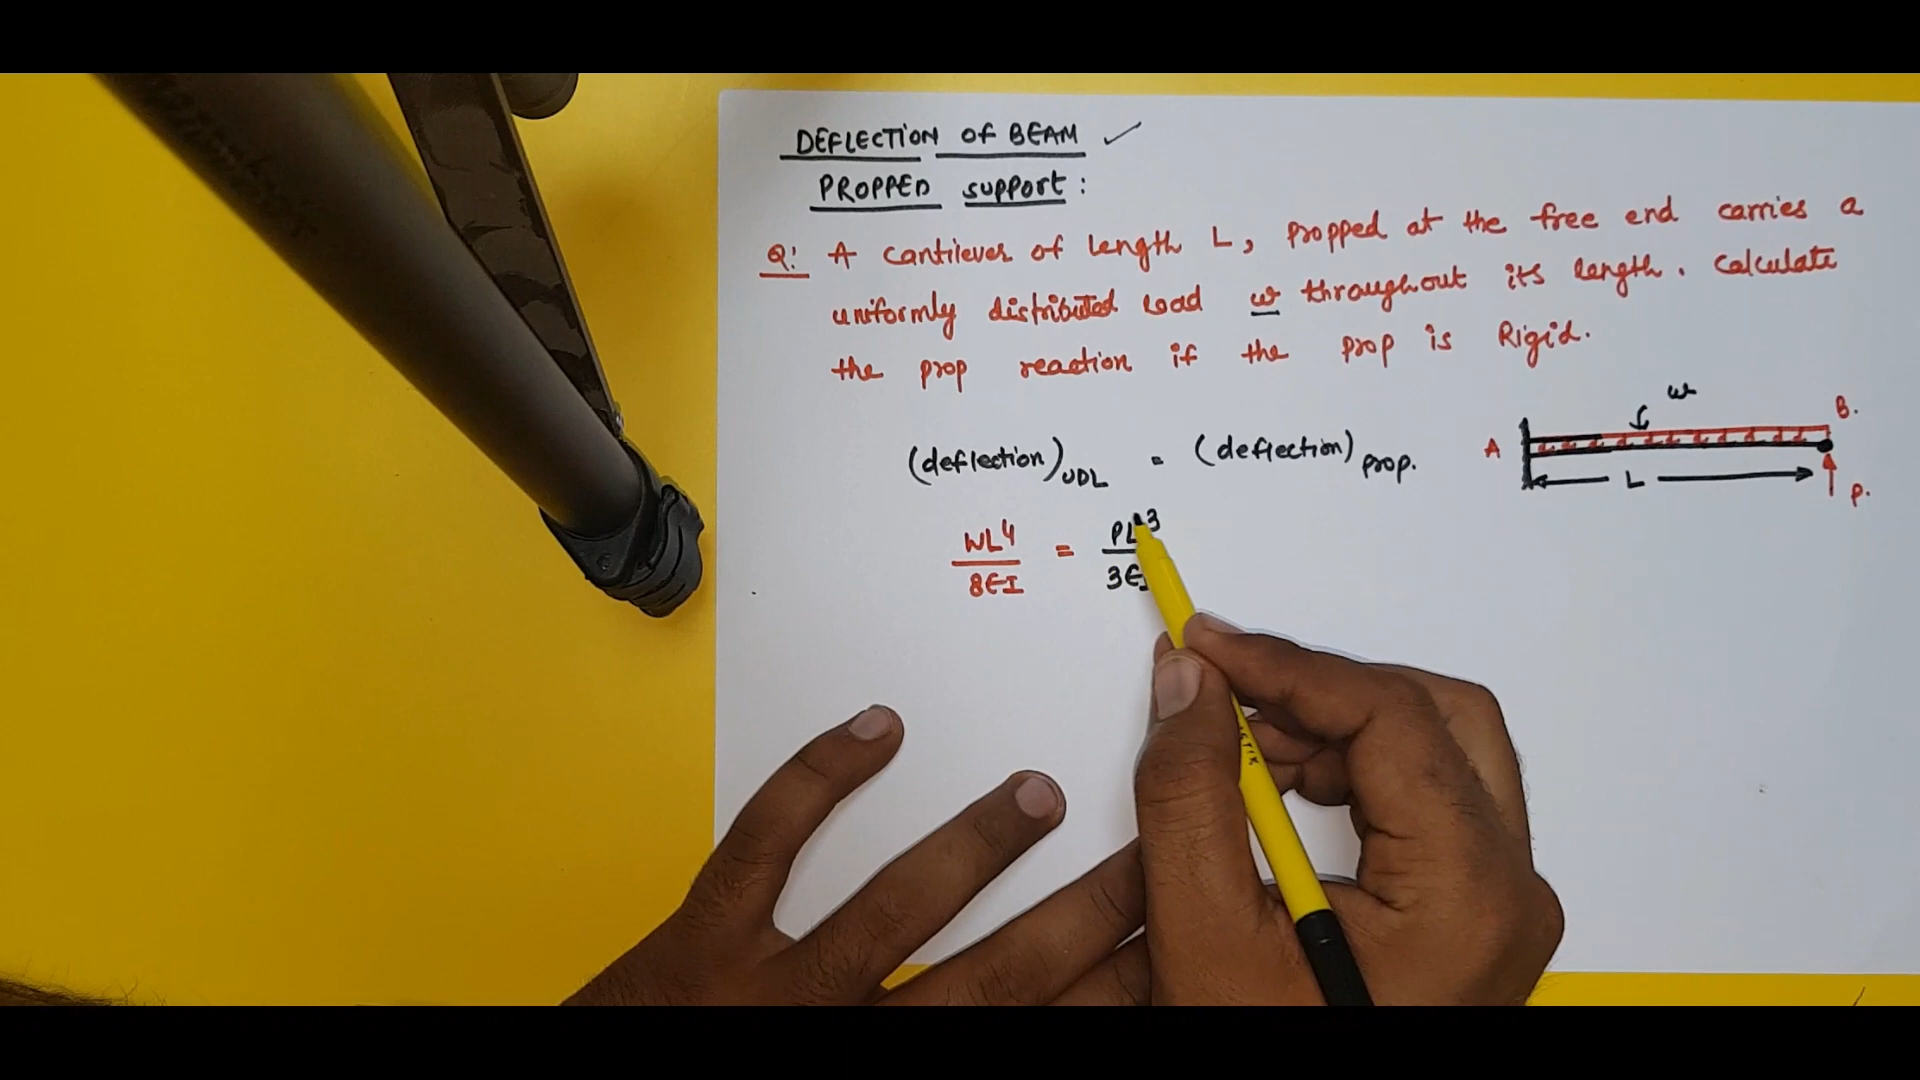 DEFLECTION OF BEAM ✓
PROPPED SUPPORT:
Q: A cantilever of length L, propped at the free end carries a
uniformly distributed load w throughout its length. Calculate
the prop reaction if the prop is Rigid.
w
B.
A
L
P.
(deflection)UDL = (deflection)prop.
WL⁴ = PL³
8EI 3EI